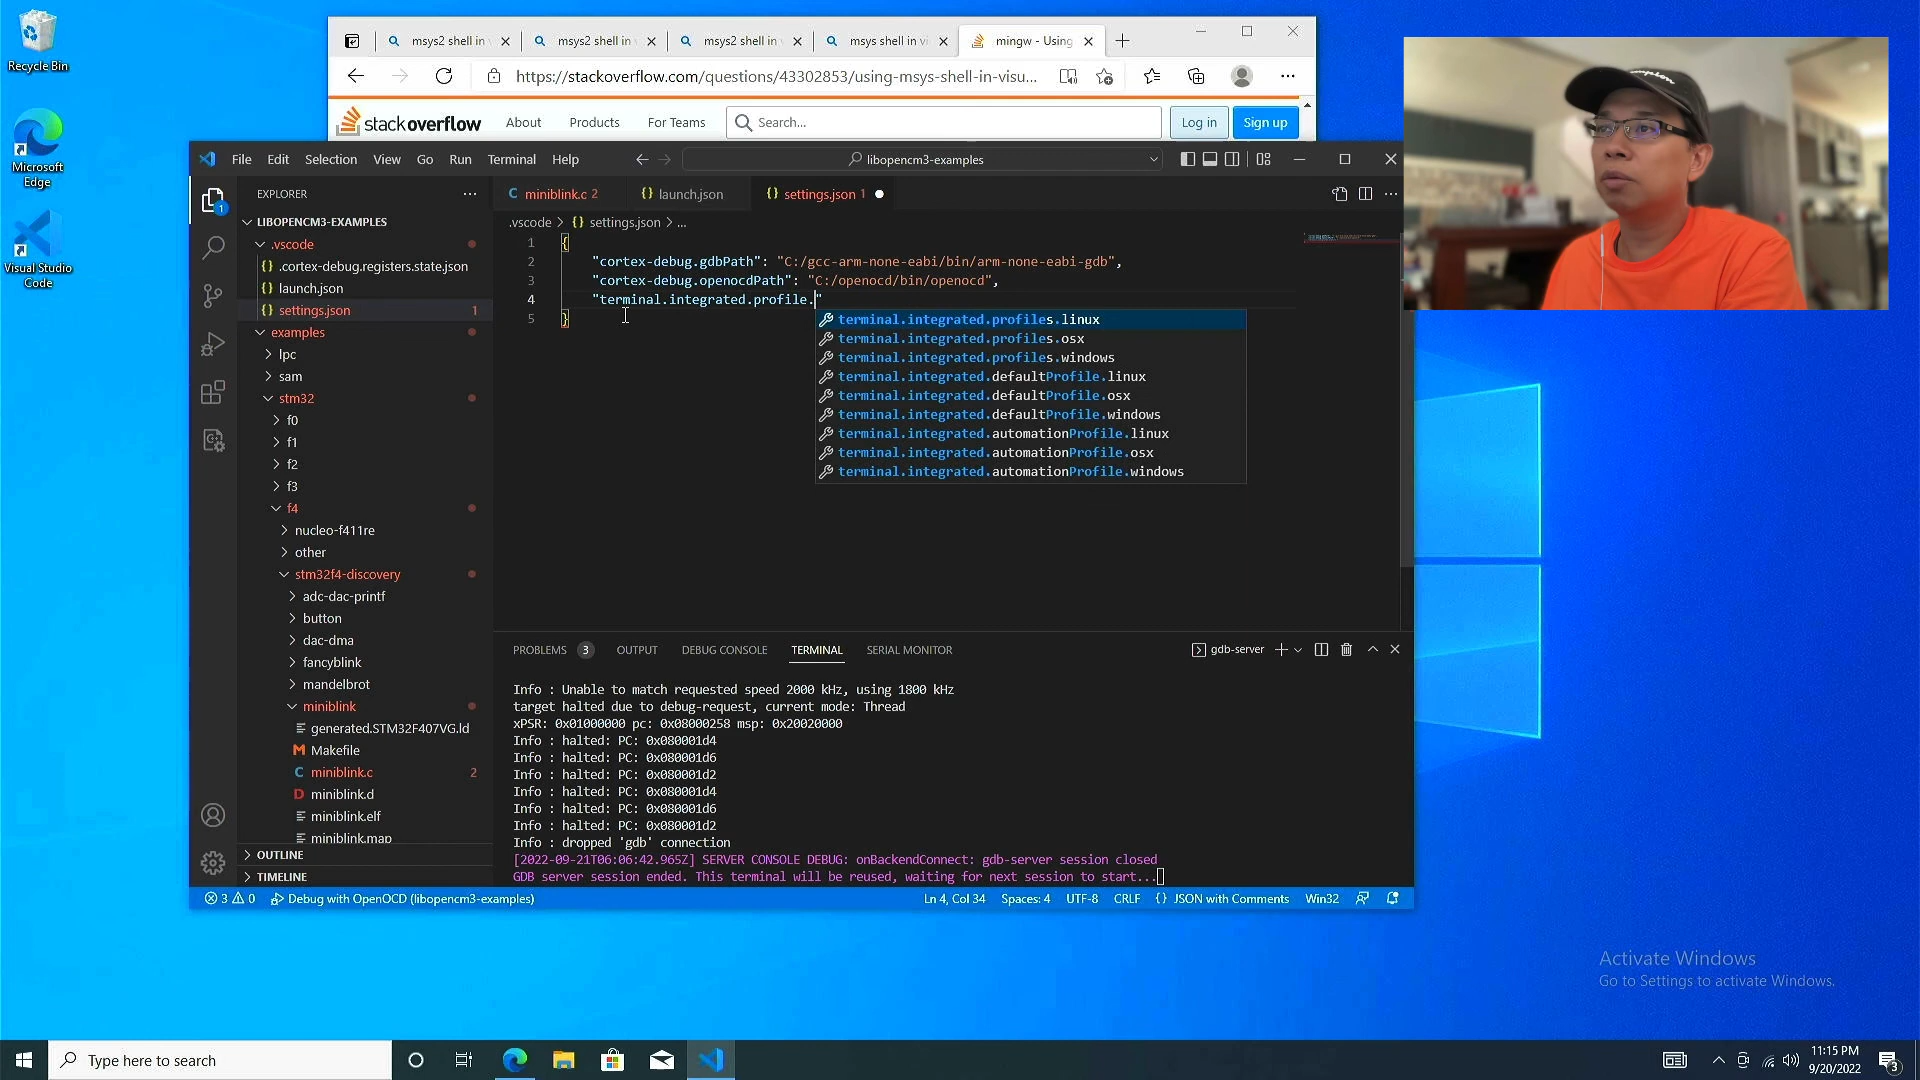 Recycle Bin
Microsoft
Edge
Visual Studio
Code
msys2 shell in
msys2 shell in
msys2 shell in
msys shell in vi
mingw - Using
https://stackoverflow.com/questions/43302853/using-msys-shell-in-visu...
stackoverflow
About
Products
For Teams
Search...
Log in
Sign up
File
Edit
Selection
View
Go
Run
Terminal
Help
libopencm3-examples
EXPLORER
miniblink.c 2
launch.json
settings.json 1
.vscode > {} settings.json > ...
LIBOPENCM3-EXAMPLES
.vscode
{} .cortex-debug.registers.state.json
{} launch.json
{} settings.json 1
examples
lpc
sam
stm32
f0
f1
f2
f3
f4
nucleo-f411re
other
stm32f4-discovery
adc-dac-printf
button
dac-dma
fancyblink
mandelbrot
miniblink
generated.STM32F407VG.ld
M Makefile
C miniblink.c 2
D miniblink.d
miniblink.elf
miniblink.map
OUTLINE
TIMELINE
1 {
2 "cortex-debug.gdbPath": "C:/gcc-arm-none-eabi/bin/arm-none-eabi-gdb",
3 "cortex-debug.openocdPath": "C:/openocd/bin/openocd",
4 "terminal.integrated.profile."
5 }
terminal.integrated.profiles.linux
terminal.integrated.profiles.osx
terminal.integrated.profiles.windows
terminal.integrated.defaultProfile.linux
terminal.integrated.defaultProfile.osx
terminal.integrated.defaultProfile.windows
terminal.integrated.automationProfile.linux
terminal.integrated.automationProfile.osx
terminal.integrated.automationProfile.windows
PROBLEMS 3
OUTPUT
DEBUG CONSOLE
TERMINAL
SERIAL MONITOR
gdb-server
Info : Unable to match requested speed 2000 kHz, using 1800 kHz
target halted due to debug-request, current mode: Thread
xPSR: 0x01000000 pc: 0x08000258 msp: 0x20020000
Info : halted: PC: 0x080001d4
Info : halted: PC: 0x080001d6
Info : halted: PC: 0x080001d2
Info : halted: PC: 0x080001d4
Info : halted: PC: 0x080001d6
Info : halted: PC: 0x080001d2
Info : dropped 'gdb' connection
[2022-09-21T06:06:42.965Z] SERVER CONSOLE DEBUG: onBackendConnect: gdb-server session closed
GDB server session ended. This terminal will be reused, waiting for next session to start...
3 0
Debug with OpenOCD (libopencm3-examples)
Ln 4, Col 34
Spaces: 4
UTF-8
CRLF
{} JSON with Comments
Win32
Activate Windows
Go to Settings to activate Windows.
Type here to search
11:15 PM
9/20/2022
3